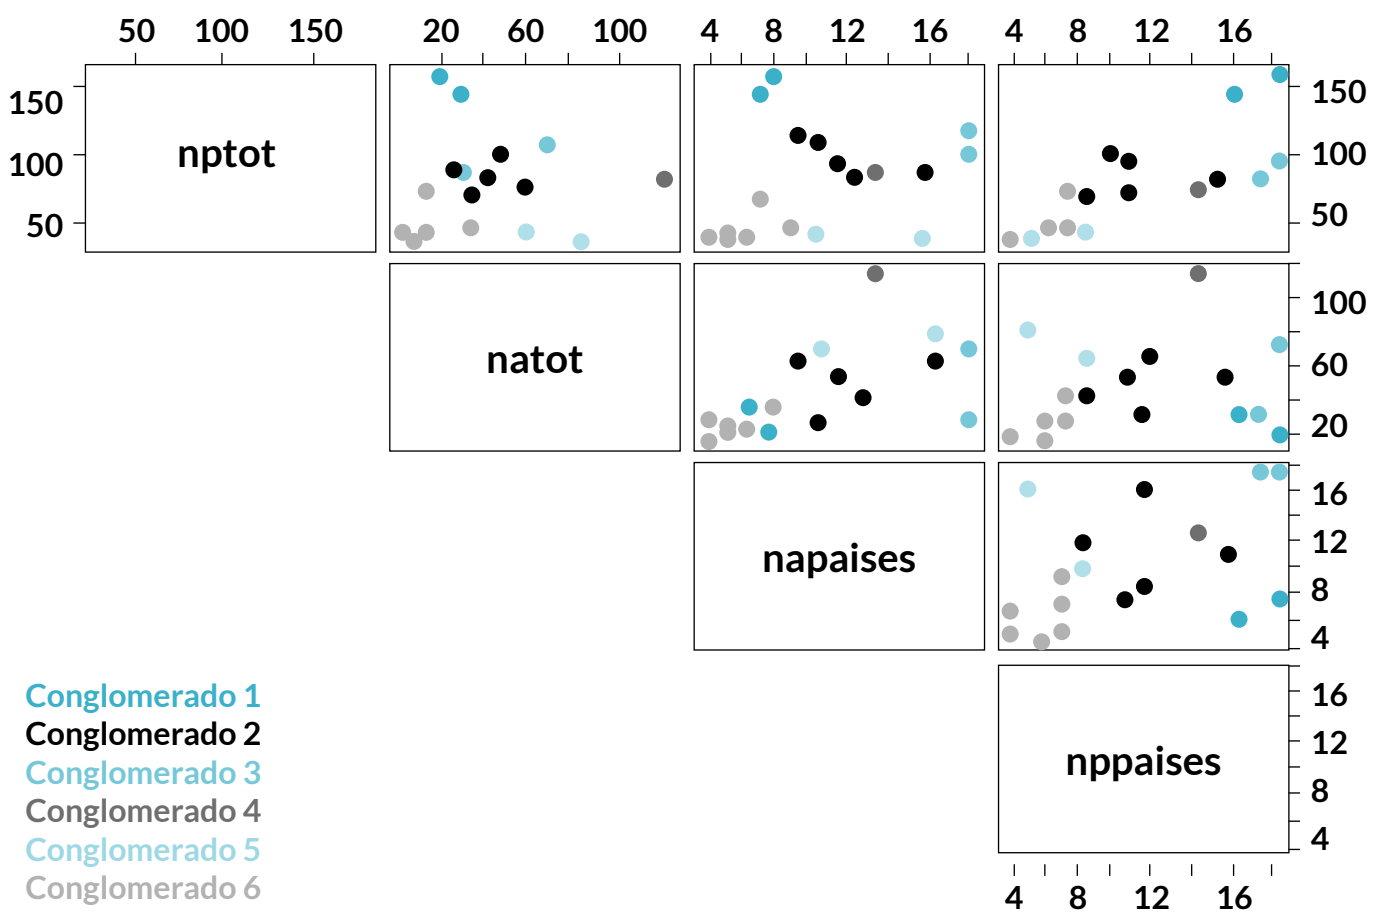 50 100 150 20 60 100 4 8 12 16 4 8 12 16
150 nptot 150
100 100
50 50
natot 100
60
20
napaises 16
12
8
4
nppaises 16
12
8
4
4 8 12 16
Conglomerado 1
Conglomerado 2
Conglomerado 3
Conglomerado 4
Conglomerado 5
Conglomerado 6